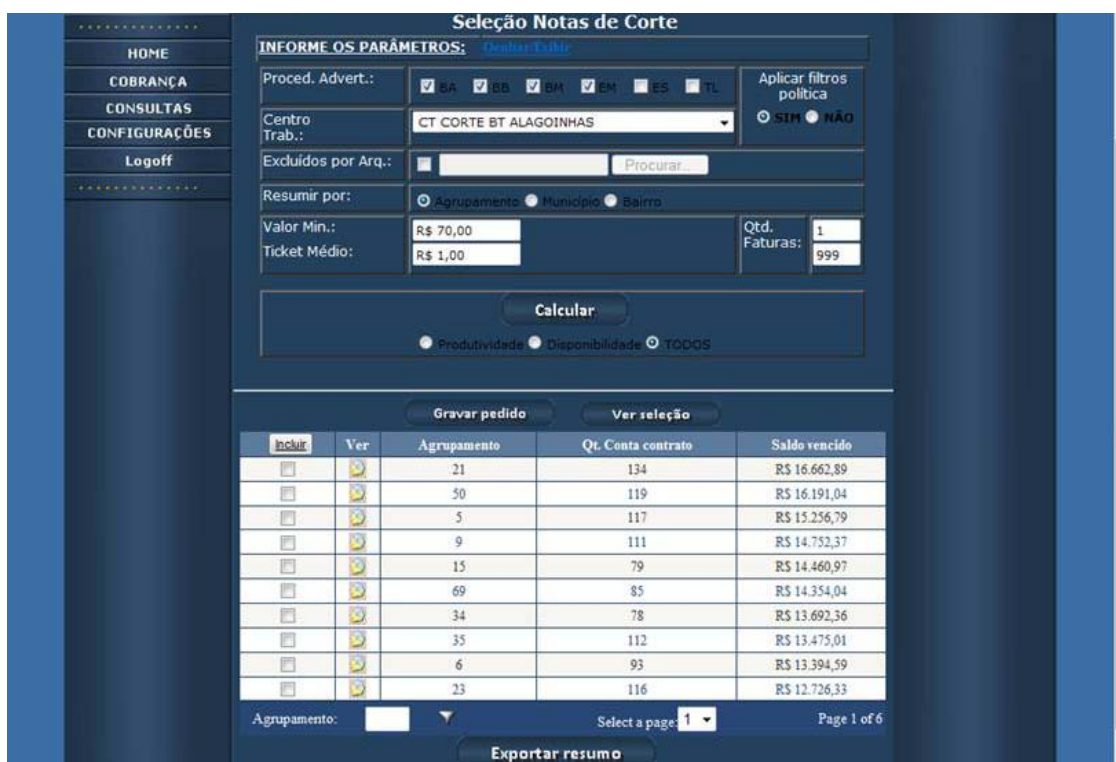 HOME
COBRANÇA
CONSULTAS
CONFIGURAÇÕES
Logoff
Seleção Notas de Corte
INFORME OS PARÂMETROS: Ocultar/Exibir
Proced. Advert.: BA BB BM EM ES TL
Aplicar filtros
política
SIM NÃO
Centro
Trab.: CT CORTE BT ALAGOINHAS
Excluídos por Arq.: Procurar...
Resumir por: Agrupamento Município Bairro
Valor Min.: R$ 70,00
Ticket Médio: R$ 1,00
Qtd.
Faturas: 1
999
Calcular
Produtividade Disponibilidade TODOS
Gravar pedido Ver seleção
Incluir Ver Agrupamento Qt. Conta contrato Saldo vencido
21 134 R$ 16.662,89
50 119 R$ 16.191,04
5 117 R$ 15.256,79
9 111 R$ 14.752,37
15 79 R$ 14.460,97
69 85 R$ 14.354,04
34 78 R$ 13.692,36
35 112 R$ 13.475,01
6 93 R$ 13.394,59
23 116 R$ 12.726,33
Agrupamento: Select a page: 1 Page 1 of 6
Exportar resumo